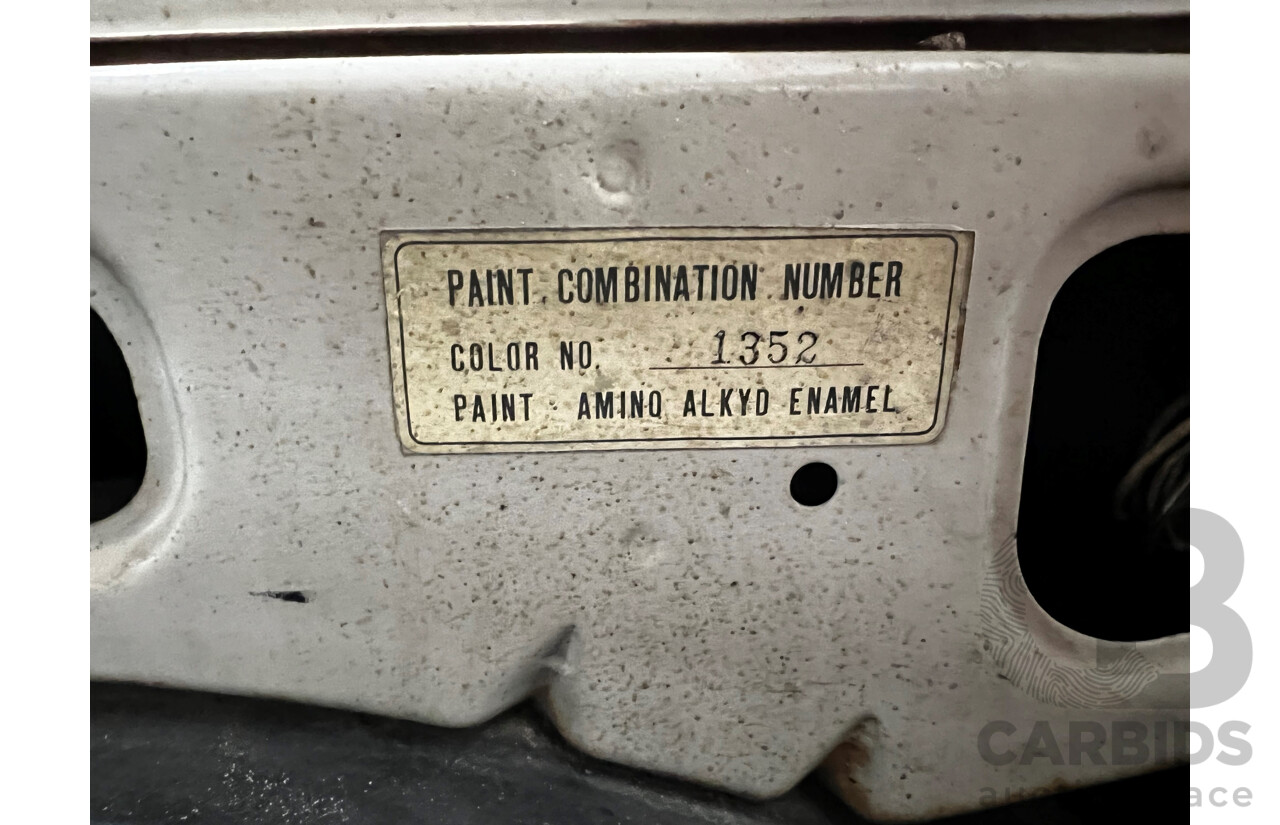 PAINT COMBINATION NUMBER
COLOR NO. 1352
PAINT · AMINO ALKYD ENAMEL
B
CARBIDS